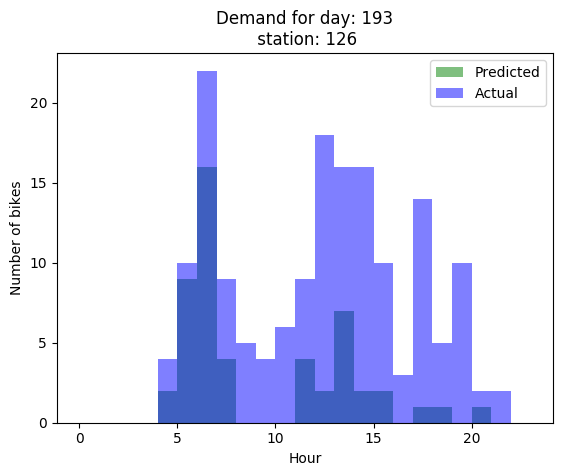 Demand for day: 193
station: 126
Predicted
Actual
Number of bikes
20
15
10
5
0
0 5 10 15 20
Hour